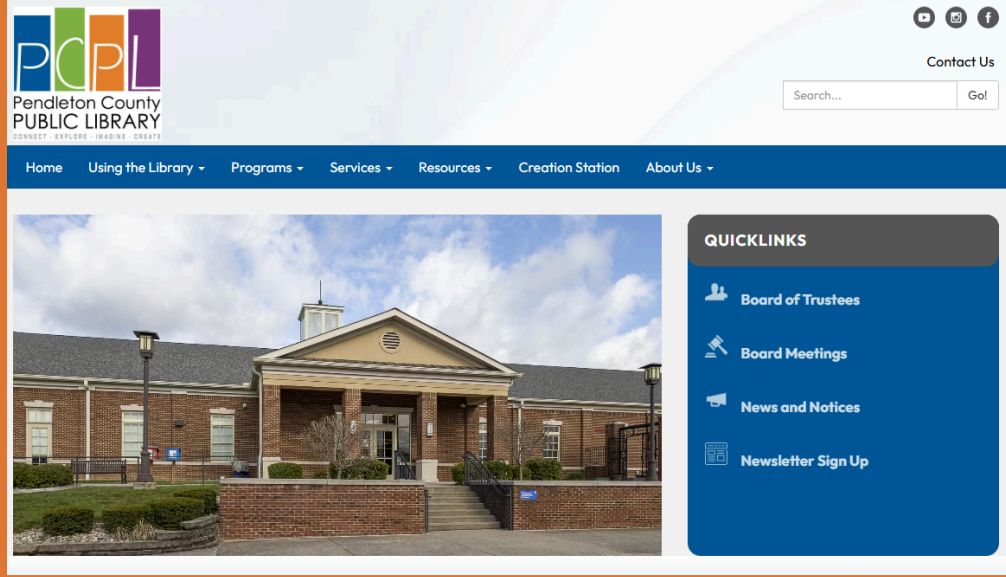 PCPL
Pendleton County
PUBLIC LIBRARY
CONNECT - EXPLORE - IMAGINE - CREATE
Contact Us
Search...
Go!
Home
Using the Library
Programs
Services
Resources
Creation Station
About Us
QUICKLINKS
Board of Trustees
Board Meetings
News and Notices
Newsletter Sign Up